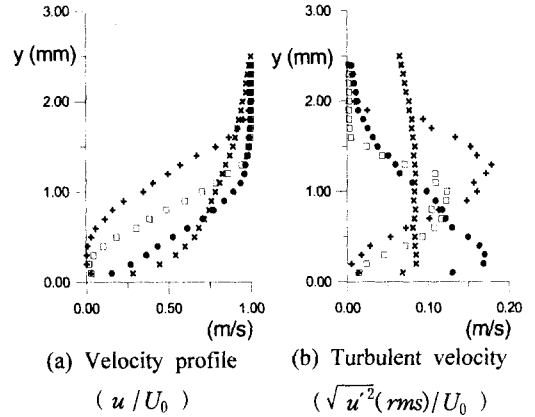 3.00
y (mm)
2.00
1.00
0.00
0.00
0.50
1.00
(m/s)
3.00
y (mm)
2.00
1.00
0.00
0.00
0.10
0.20
(m/s)
(a) Velocity profile
( u / U₀ )
(b) Turbulent velocity
( √u′² (rms) / U₀ )